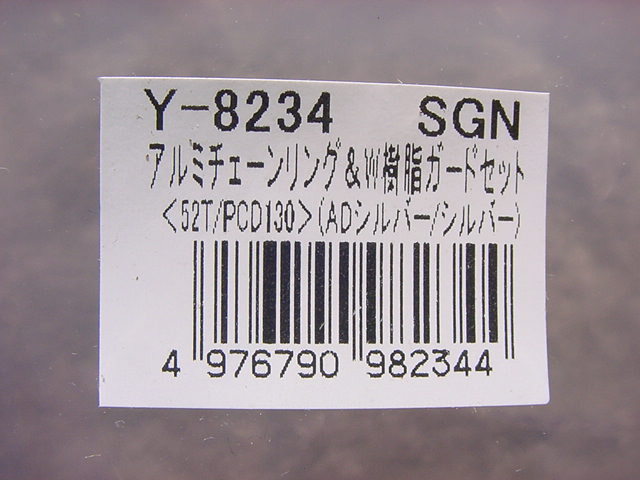 Y-8234 SGN
アルミチェーンリング&W樹脂ガードセット
<52T/PCD130>(ADシルバー/シルバー)
4 976790 982344